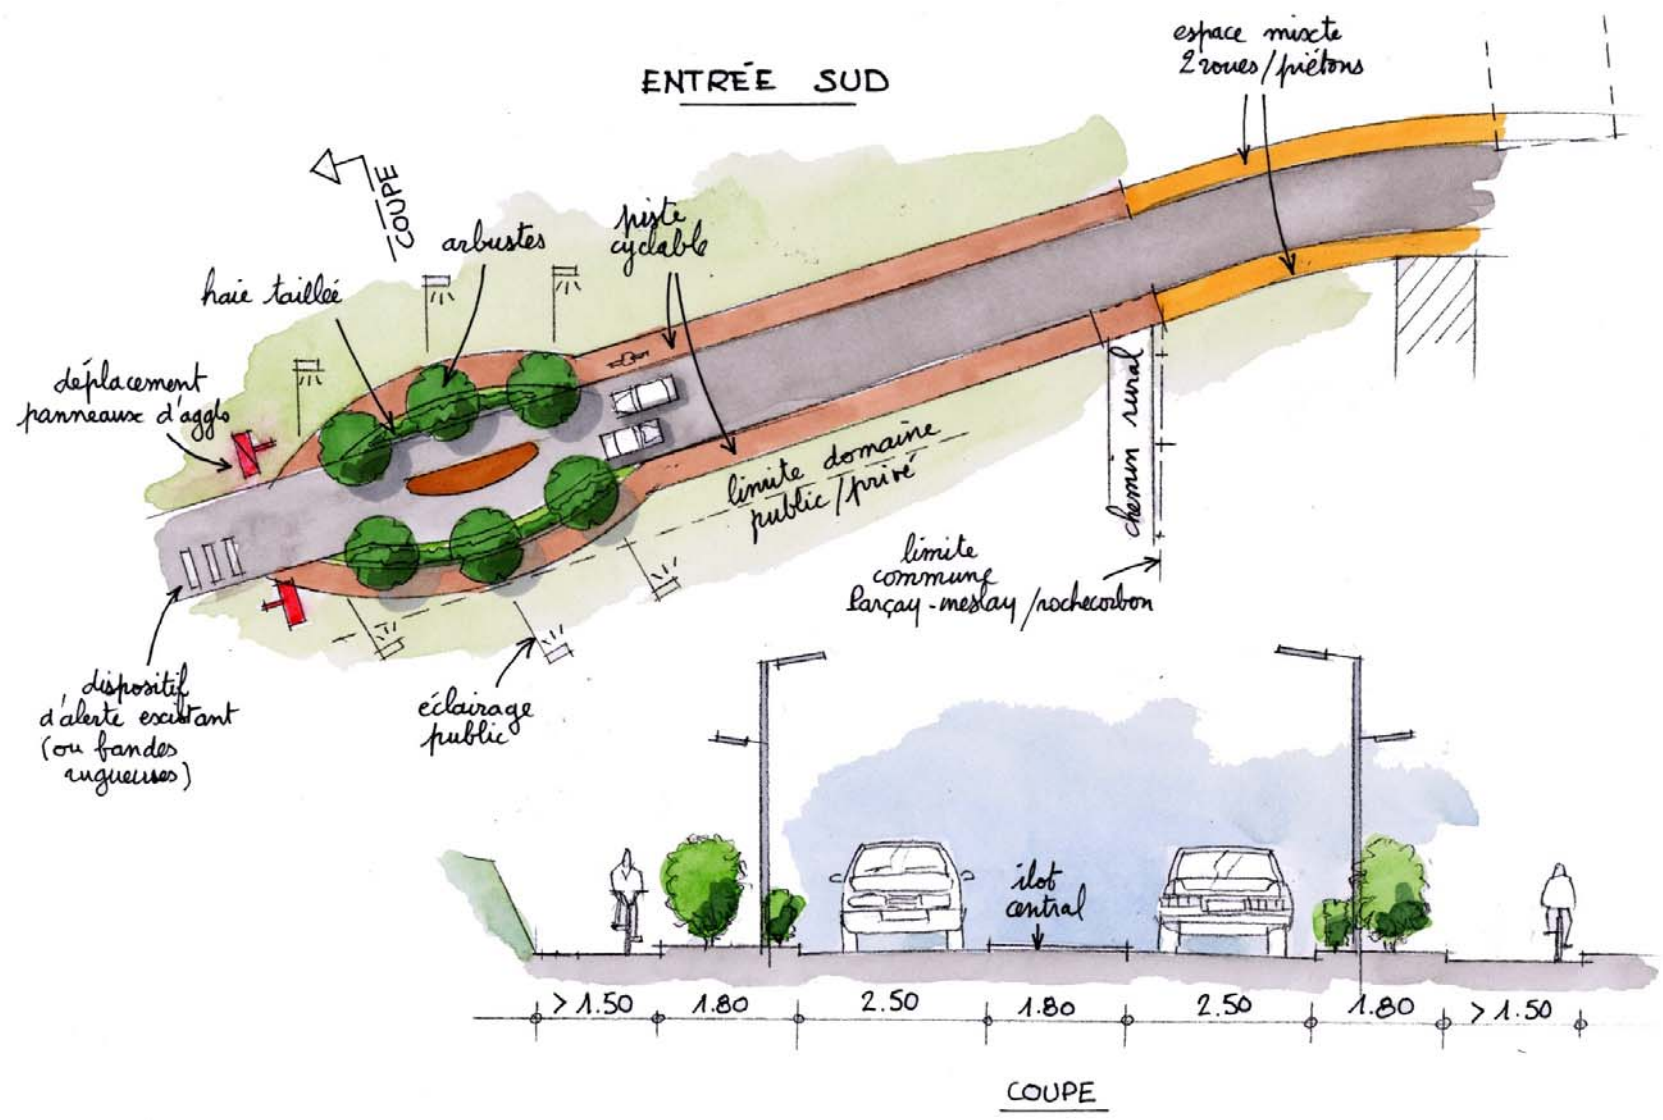 ENTRÉE SUD
espace mixte
2 roues/piétons
COUPE
arbustes
piste
cyclable
haie taillée
déplacement
panneaux d'agglo
limite domaine
public/privé
chemin rural
limite
commune
Parçay-meslay/rochecorbon
dispositif
d'alerte existant
(ou bandes
rugueuses)
éclairage
public
ilot
central
> 1.50
1.80
2.50
1.80
2.50
1.80
> 1.50
COUPE